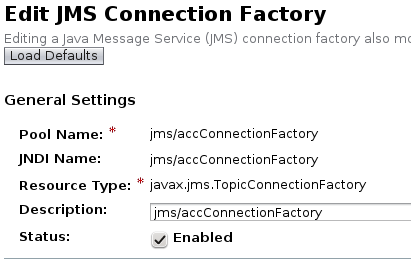 Edit JMS Connection Factory
Editing a Java Message Service (JMS) connection factory also
Load Defaults
General Settings
Pool Name: * jms/accConnectionFactory
JNDI Name: jms/accConnectionFactory
Resource Type: * javax.jms.TopicConnectionFactory
Description: jms/accConnectionFactory
Status: Enabled